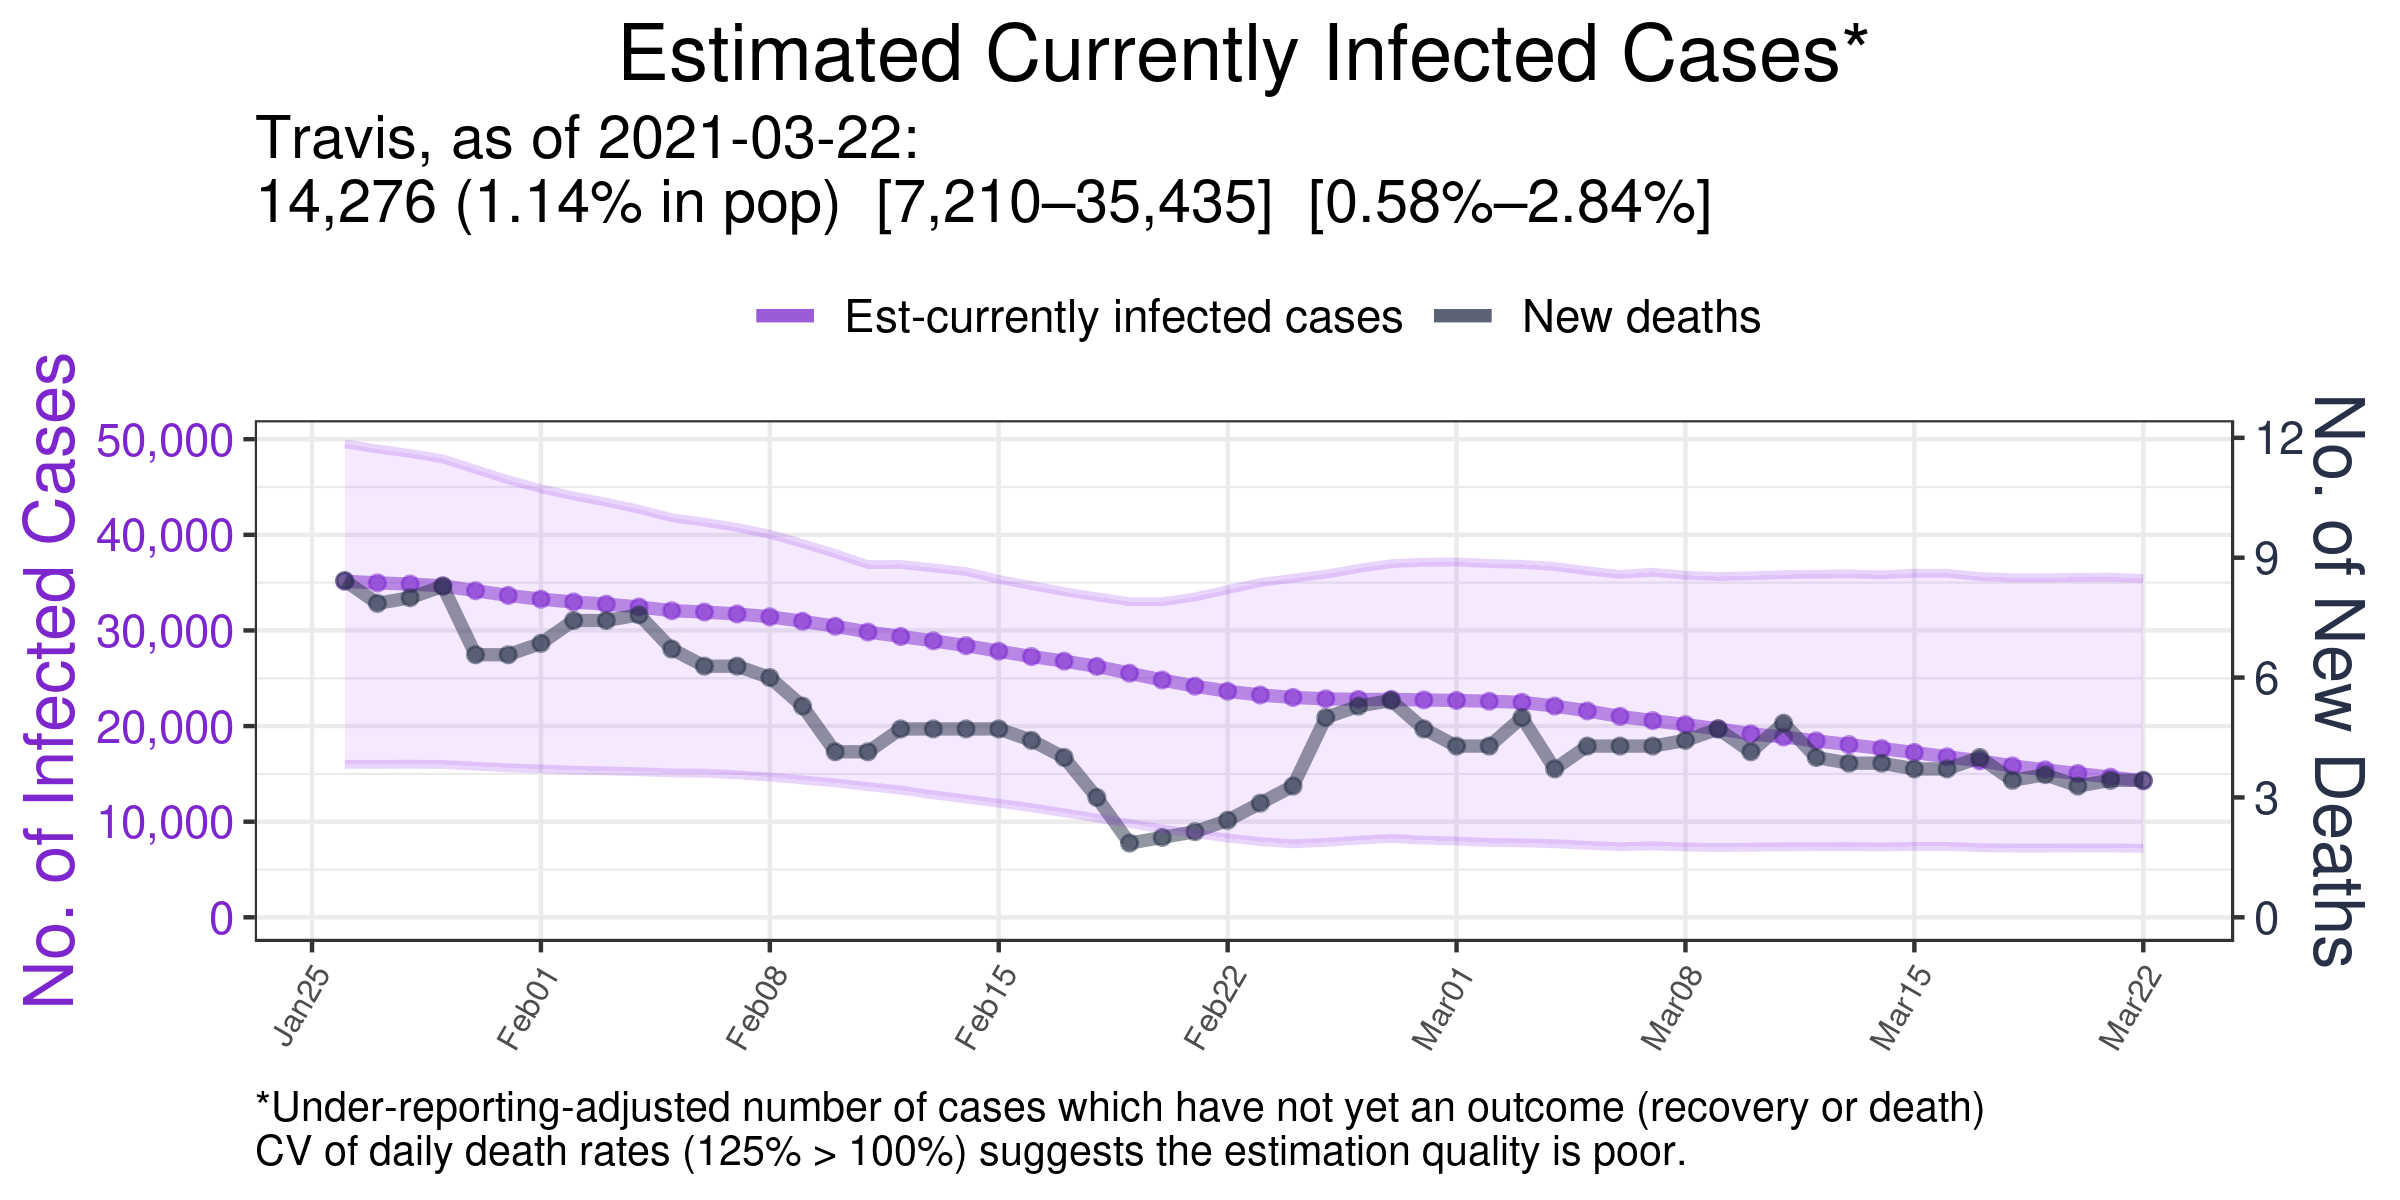 Estimated Currently Infected Cases*
Travis, as of 2021-03-22:
14,276 (1.14% in pop)  [7,210–35,435]  [0.58%–2.84%]
Est-currently infected cases
New deaths
No. of Infected Cases
50,000
40,000
30,000
20,000
10,000
0
12
9
6
3
0
No. of New Deaths
Jan25
Feb01
Feb08
Feb15
Feb22
Mar01
Mar08
Mar15
Mar22
*Under-reporting-adjusted number of cases which have not yet an outcome (recovery or death)
CV of daily death rates (125% > 100%) suggests the estimation quality is poor.